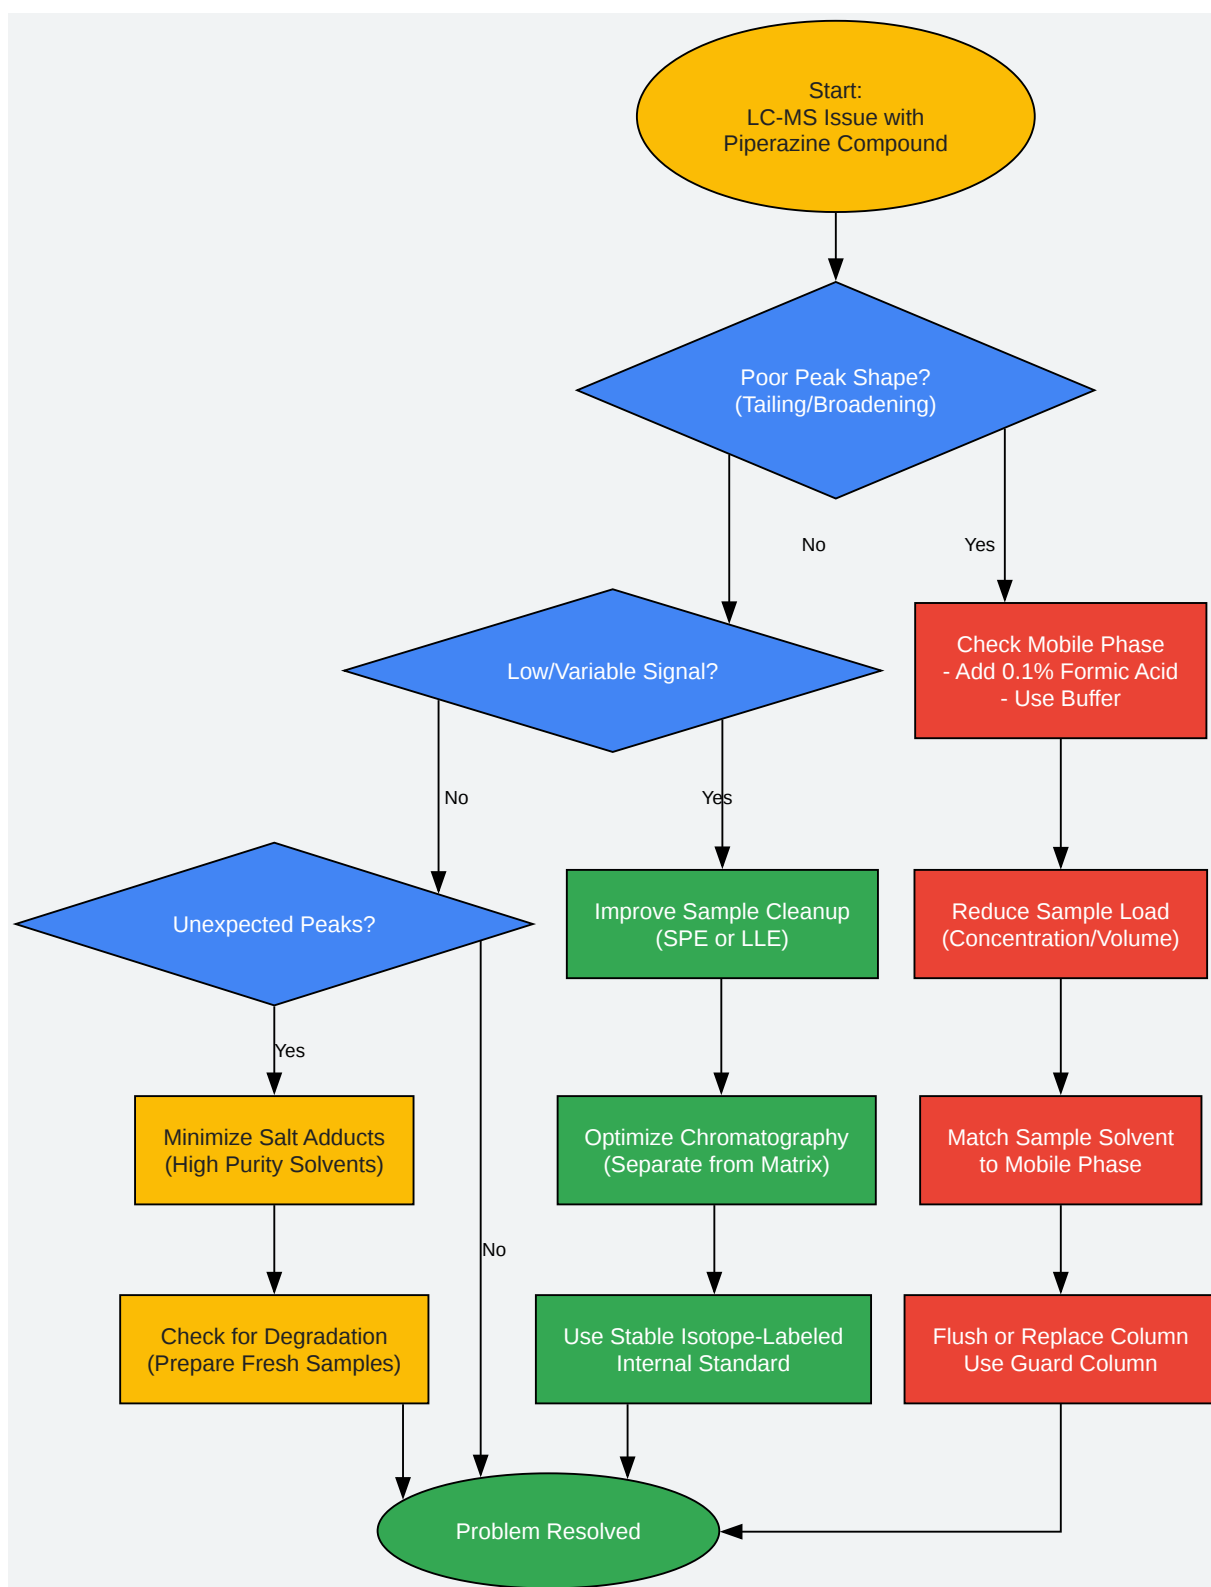 Start:
LC-MS Issue with
Piperazine Compound
Poor Peak Shape?
(Tailing/Broadening)
No
Yes
Low/Variable Signal?
Check Mobile Phase
- Add 0.1% Formic Acid
- Use Buffer
No
Yes
Unexpected Peaks?
Improve Sample Cleanup
(SPE or LLE)
Reduce Sample Load
(Concentration/Volume)
Yes
Minimize Salt Adducts
(High Purity Solvents)
Optimize Chromatography
(Separate from Matrix)
Match Sample Solvent
to Mobile Phase
No
Check for Degradation
(Prepare Fresh Samples)
Use Stable Isotope-Labeled
Internal Standard
Flush or Replace Column
Use Guard Column
Problem Resolved